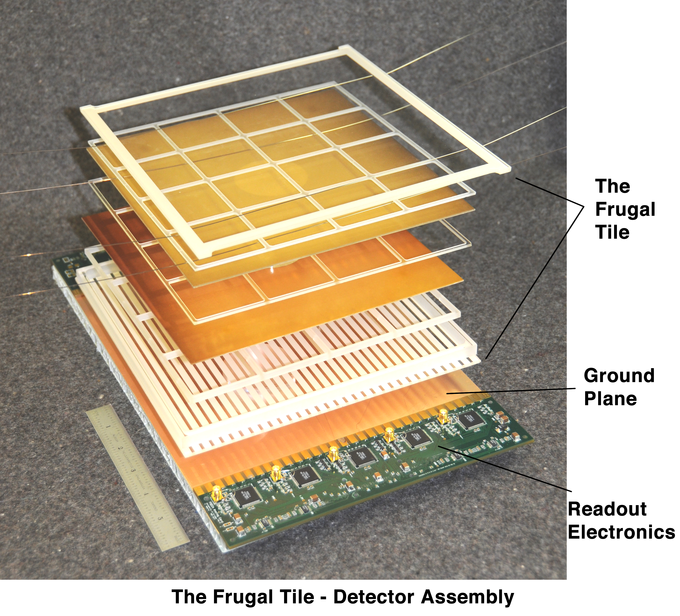 The
Frugal
Tile
Ground
Plane
Readout
Electronics
The Frugal Tile - Detector Assembly